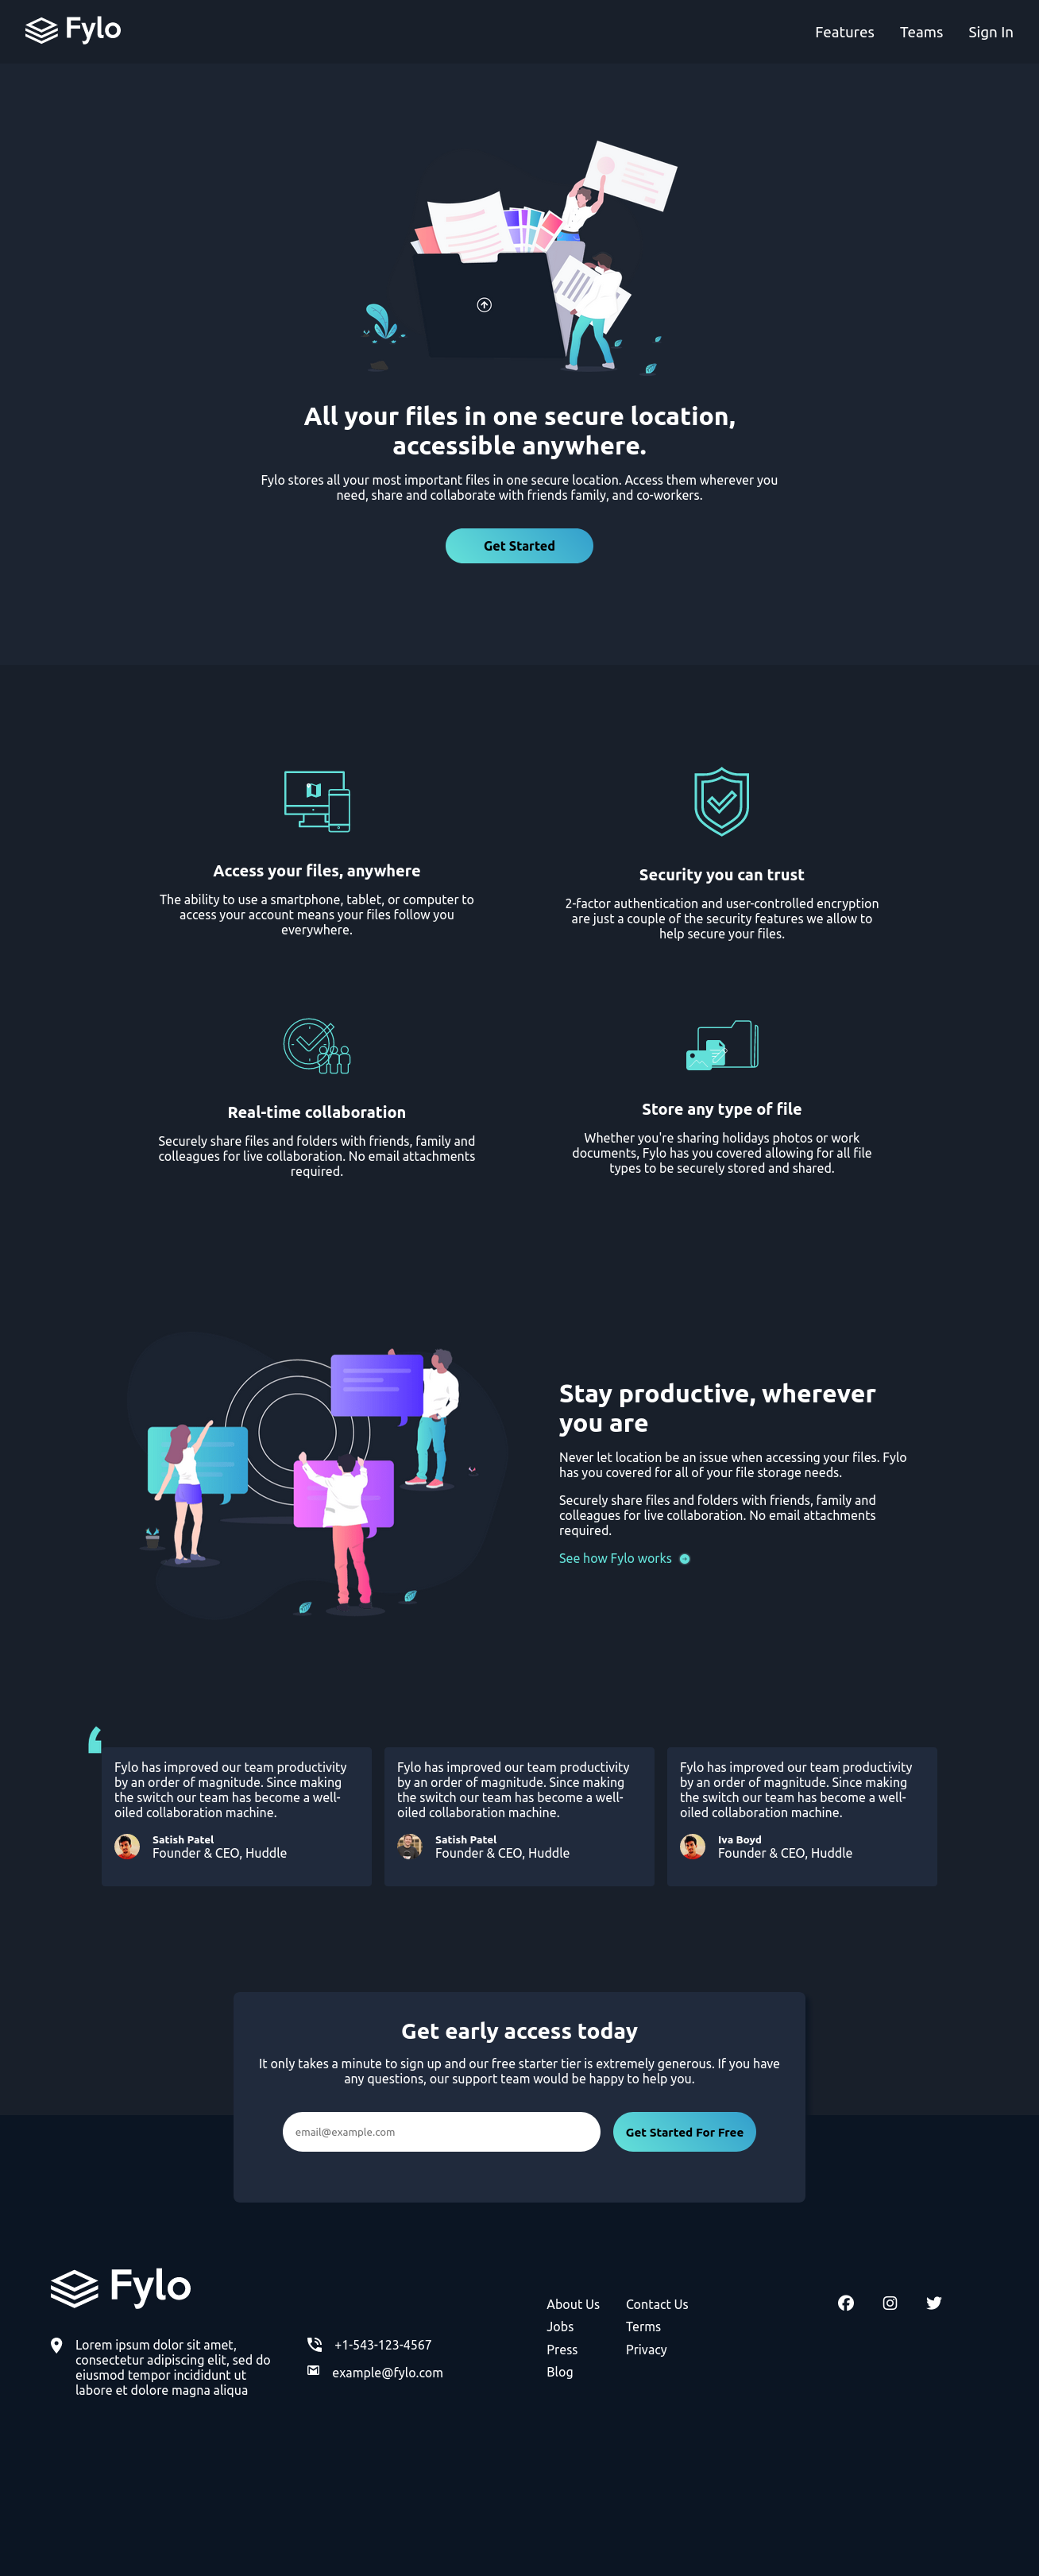 Fylo
Features
Teams
Sign In
All your files in one secure location,
accessible anywhere.
Fylo stores all your most important files in one secure location. Access them wherever you
need, share and collaborate with friends family, and co-workers.
Get Started
Access your files, anywhere
The ability to use a smartphone, tablet, or computer to
access your account means your files follow you
everywhere.
Security you can trust
2-factor authentication and user-controlled encryption
are just a couple of the security features we allow to
help secure your files.
Real-time collaboration
Securely share files and folders with friends, family and
colleagues for live collaboration. No email attachments
required.
Store any type of file
Whether you're sharing holidays photos or work
documents, Fylo has you covered allowing for all file
types to be securely stored and shared.
Stay productive, wherever
you are
Never let location be an issue when accessing your files. Fylo
has you covered for all of your file storage needs.
Securely share files and folders with friends, family and
colleagues for live collaboration. No email attachments
required.
See how Fylo works
Fylo has improved our team productivity
by an order of magnitude. Since making
the switch our team has become a well-
oiled collaboration machine.
Satish Patel
Founder & CEO, Huddle
Fylo has improved our team productivity
by an order of magnitude. Since making
the switch our team has become a well-
oiled collaboration machine.
Satish Patel
Founder & CEO, Huddle
Fylo has improved our team productivity
by an order of magnitude. Since making
the switch our team has become a well-
oiled collaboration machine.
Iva Boyd
Founder & CEO, Huddle
Get early access today
It only takes a minute to sign up and our free starter tier is extremely generous. If you have
any questions, our support team would be happy to help you.
email@example.com
Get Started For Free
Fylo
Lorem ipsum dolor sit amet,
consectetur adipiscing elit, sed do
eiusmod tempor incididunt ut
labore et dolore magna aliqua
+1-543-123-4567
example@fylo.com
About Us
Jobs
Press
Blog
Contact Us
Terms
Privacy